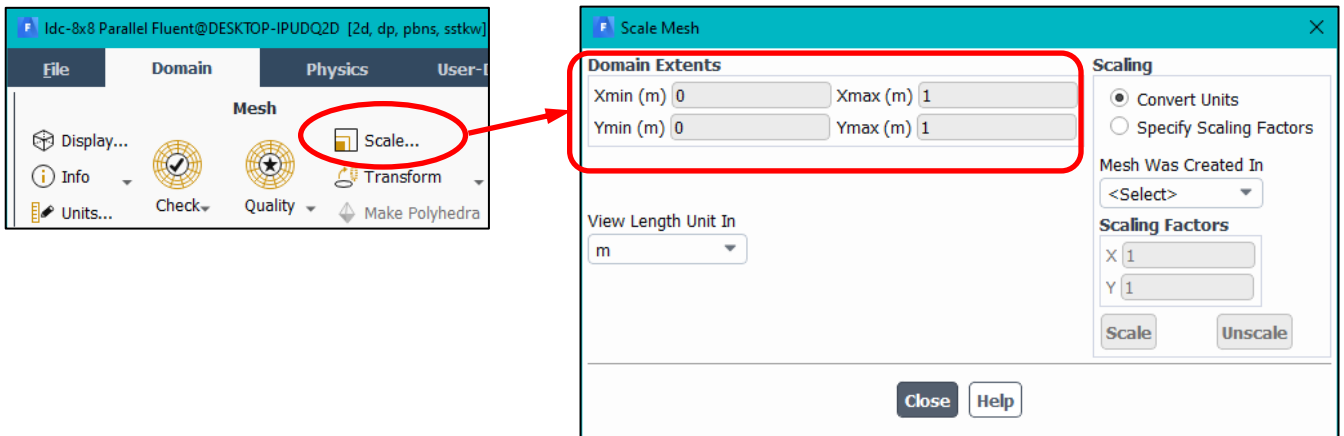 ldc-8x8 Parallel Fluent@DESKTOP-IPUDQ2D [2d, dp, pbns, sstkw]
File Domain Physics User-
Mesh
Display... Scale...
Info Transform
Units... Check Quality Make Polyhedra
Scale Mesh
Domain Extents
Xmin (m) 0 Xmax (m) 1
Ymin (m) 0 Ymax (m) 1
View Length Unit In
m
Scaling
Convert Units
Specify Scaling Factors
Mesh Was Created In
<Select>
Scaling Factors
X 1
Y 1
Scale Unscale
Close Help